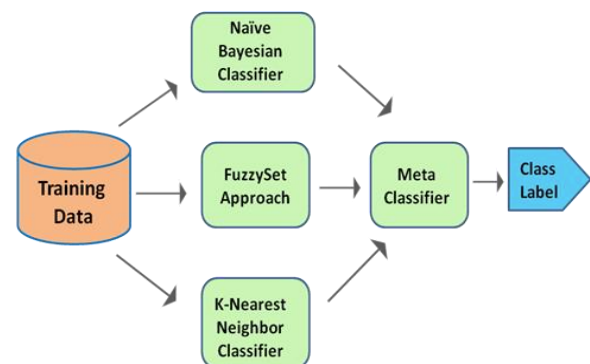 Naïve
Bayesian
Classifier
Training
Data
FuzzySet
Approach
Meta
Classifier
Class
Label
K-Nearest
Neighbor
Classifier